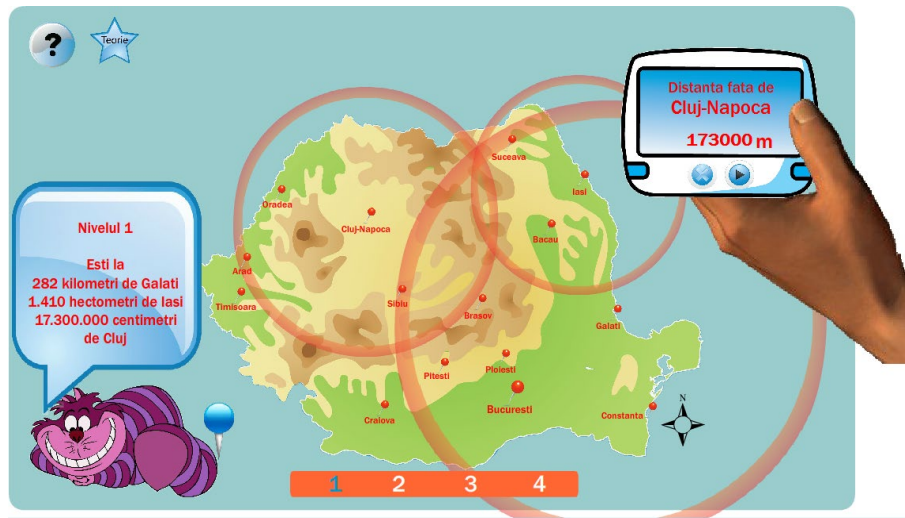 ?
Teorie
Distanta fata de
Cluj-Napoca
173000 m
Nivelul 1
Esti la
282 kilometri de Galati
1.410 hectometri de Iasi
17.300.000 centimetri
de Cluj
Suceava
Iasi
Oradea
Cluj-Napoca
Bacau
Arad
Timisoara
Sibiu
Brasov
Galati
Pitesti
Ploiesti
Bucuresti
Craiova
Constanta
N
1 2 3 4